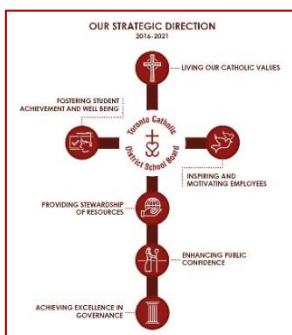 OUR STRATEGIC DIRECTION
2016-2021
LIVING OUR CATHOLIC VALUES
FOSTERING STUDENT
ACHIEVEMENT AND WELL BEING
Toronto Catholic
District School Board
INSPIRING AND
MOTIVATING EMPLOYEES
PROVIDING STEWARDSHIP
OF RESOURCES
ENHANCING PUBLIC
CONFIDENCE
ACHIEVING EXCELLENCE IN
GOVERNANCE